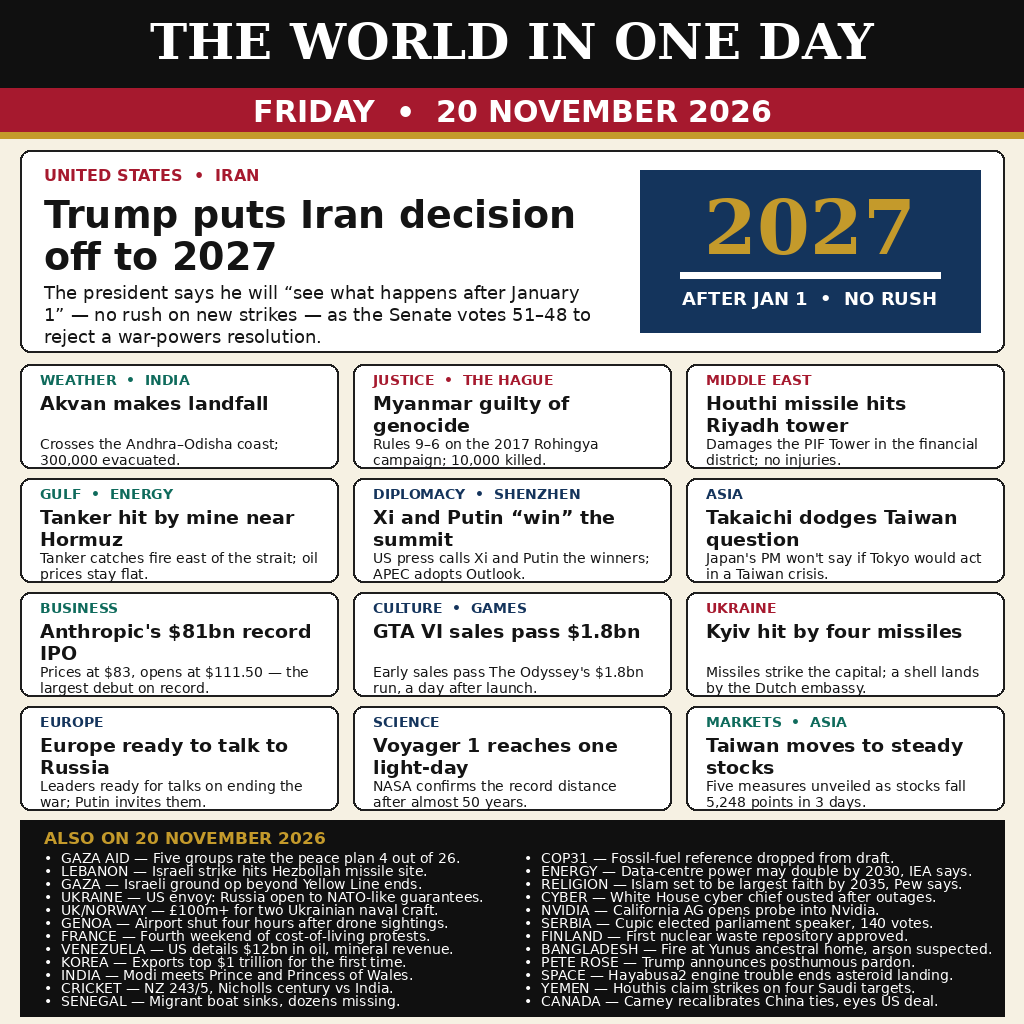 THE WORLD IN ONE DAY
FRIDAY • 20 NOVEMBER 2026
UNITED STATES • IRAN
Trump puts Iran decision
off to 2027
The president says he will “see what happens after January
1” — no rush on new strikes — as the Senate votes 51–48 to
reject a war-powers resolution.
2027
AFTER JAN 1 • NO RUSH
WEATHER • INDIA
Akvan makes landfall
Crosses the Andhra–Odisha coast;
300,000 evacuated.
JUSTICE • THE HAGUE
Myanmar guilty of
genocide
Rules 9–6 on the 2017 Rohingya
campaign; 10,000 killed.
MIDDLE EAST
Houthi missile hits
Riyadh tower
Damages the PIF Tower in the financial
district; no injuries.
GULF • ENERGY
Tanker hit by mine near
Hormuz
Tanker catches fire east of the strait; oil
prices stay flat.
DIPLOMACY • SHENZHEN
Xi and Putin “win” the
summit
US press calls Xi and Putin the winners;
APEC adopts Outlook.
ASIA
Takaichi dodges Taiwan
question
Japan's PM won't say if Tokyo would act
in a Taiwan crisis.
BUSINESS
Anthropic's $81bn record
IPO
Prices at $83, opens at $111.50 — the
largest debut on record.
CULTURE • GAMES
GTA VI sales pass $1.8bn
Early sales pass The Odyssey's $1.8bn
run, a day after launch.
UKRAINE
Kyiv hit by four missiles
Missiles strike the capital; a shell lands
by the Dutch embassy.
EUROPE
Europe ready to talk to
Russia
Leaders ready for talks on ending the
war; Putin invites them.
SCIENCE
Voyager 1 reaches one
light-day
NASA confirms the record distance
after almost 50 years.
MARKETS • ASIA
Taiwan moves to steady
stocks
Five measures unveiled as stocks fall
5,248 points in 3 days.
ALSO ON 20 NOVEMBER 2026
• GAZA AID — Five groups rate the peace plan 4 out of 26.
• LEBANON — Israeli strike hits Hezbollah missile site.
• GAZA — Israeli ground op beyond Yellow Line ends.
• UKRAINE — US envoy: Russia open to NATO-like guarantees.
• UK/NORWAY — £100m+ for two Ukrainian naval craft.
• GENOA — Airport shut four hours after drone sightings.
• FRANCE — Fourth weekend of cost-of-living protests.
• VENEZUELA — US details $12bn in oil, mineral revenue.
• KOREA — Exports top $1 trillion for the first time.
• INDIA — Modi meets Prince and Princess of Wales.
• CRICKET — NZ 243/5, Nicholls century vs India.
• SENEGAL — Migrant boat sinks, dozens missing.
• COP31 — Fossil-fuel reference dropped from draft.
• ENERGY — Data-centre power may double by 2030, IEA says.
• RELIGION — Islam set to be largest faith by 2035, Pew says.
• CYBER — White House cyber chief ousted after outages.
• NVIDIA — California AG opens probe into Nvidia.
• SERBIA — Cupic elected parliament speaker, 140 votes.
• FINLAND — First nuclear waste repository approved.
• BANGLADESH — Fire at Yunus ancestral home, arson suspected.
• PETE ROSE — Trump announces posthumous pardon.
• SPACE — Hayabusa2 engine trouble ends asteroid landing.
• YEMEN — Houthis claim strikes on four Saudi targets.
• CANADA — Carney recalibrates China ties, eyes US deal.